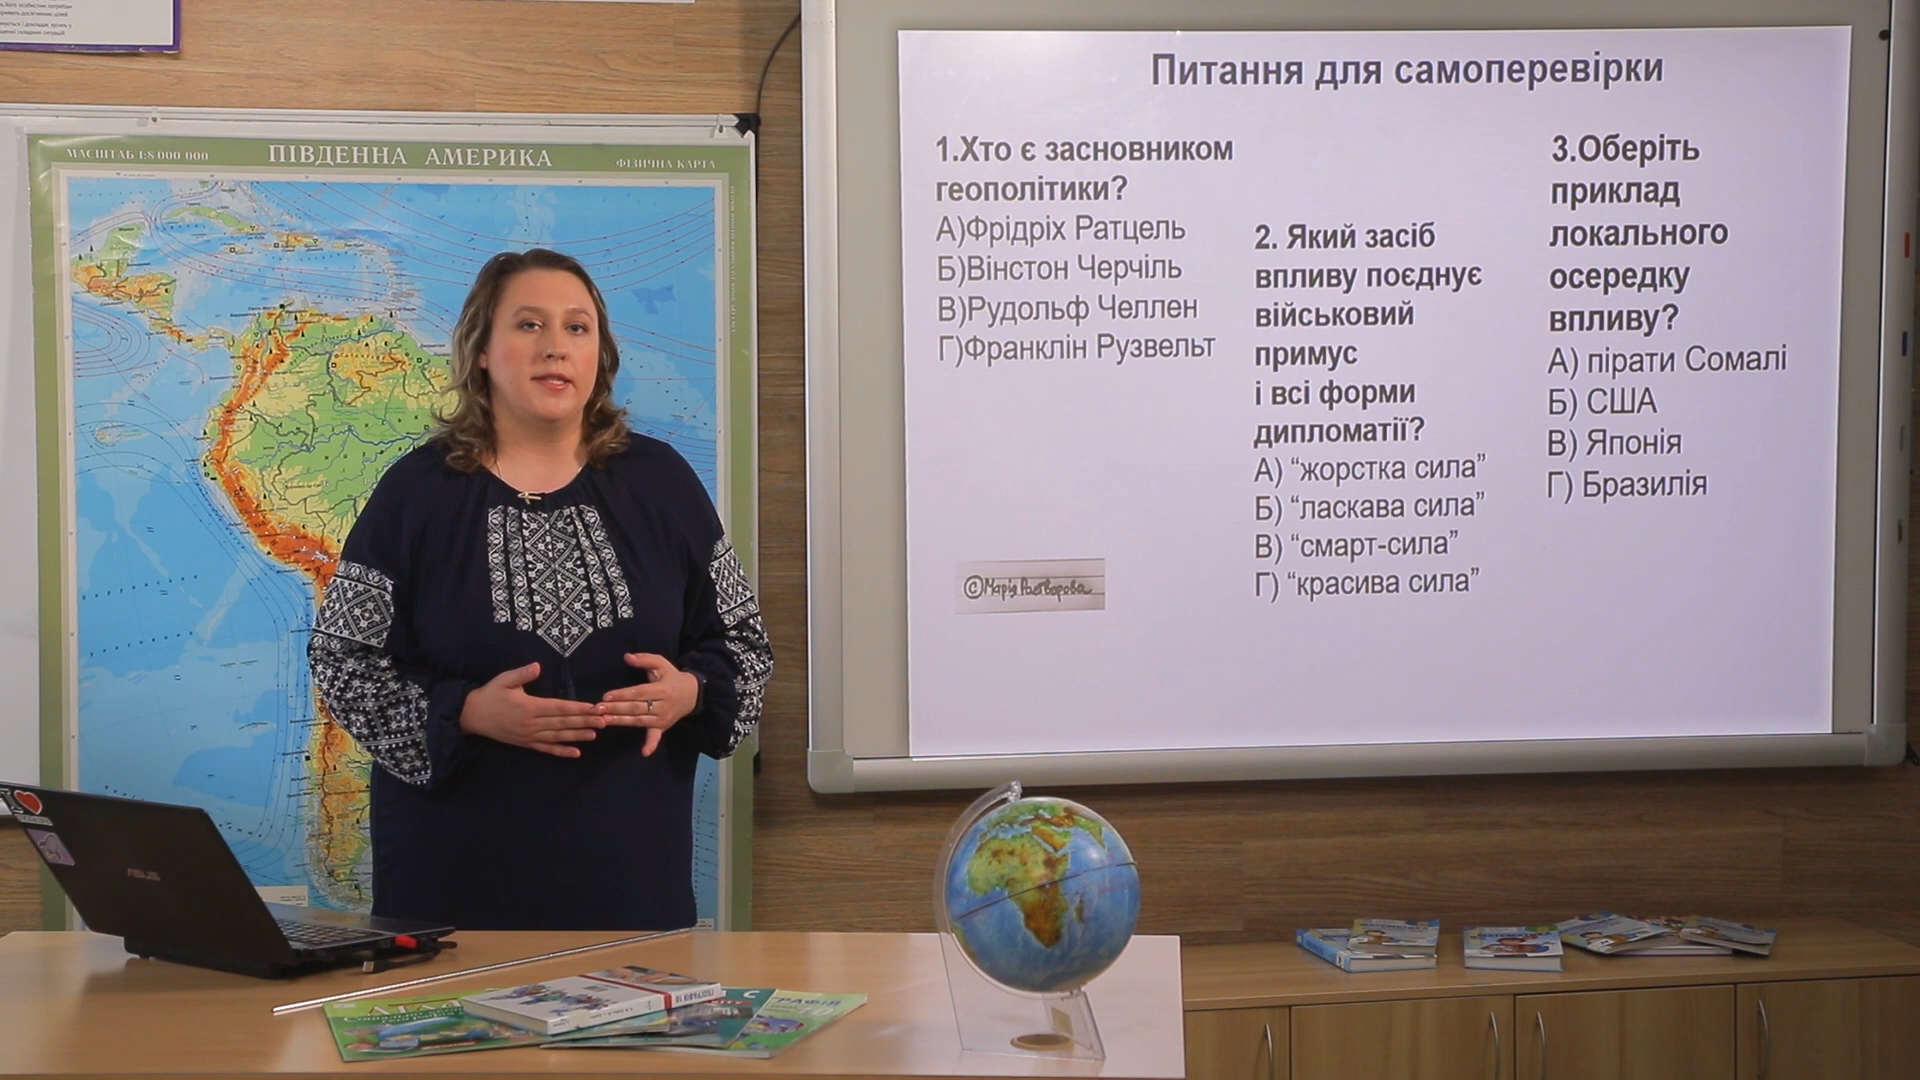 МАСШТАБ 1:8 000 000
ПІВДЕННА АМЕРИКА
ФІЗИЧНА КАРТА
Питання для самоперевірки
1.Хто є засновником
геополітики?
А)Фрідріх Ратцель
Б)Вінстон Черчіль
В)Рудольф Челлен
Г)Франклін Рузвельт
©Марія
2. Який засіб
впливу поєднує
військовий
примус
і всі форми
дипломатії?
А) “жорстка сила”
Б) “ласкава сила”
В) “смарт-сила”
Г) “красива сила”
3.Оберіть
приклад
локального
осередку
впливу?
А) пірати Сомалі
Б) США
В) Японія
Г) Бразилія
ASUS